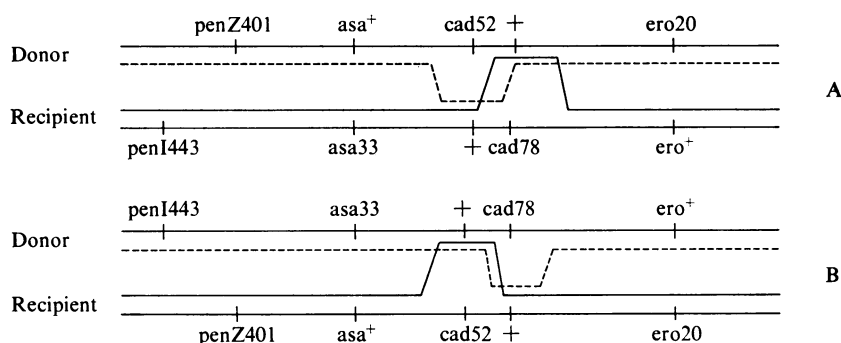 penZ401 asa⁺ cad52 + ero20
Donor
A
Recipient
penI443 asa33 + cad78 ero⁺
penI443 asa33 + cad78 ero⁺
Donor
B
Recipient
penZ401 asa⁺ cad52 + ero20